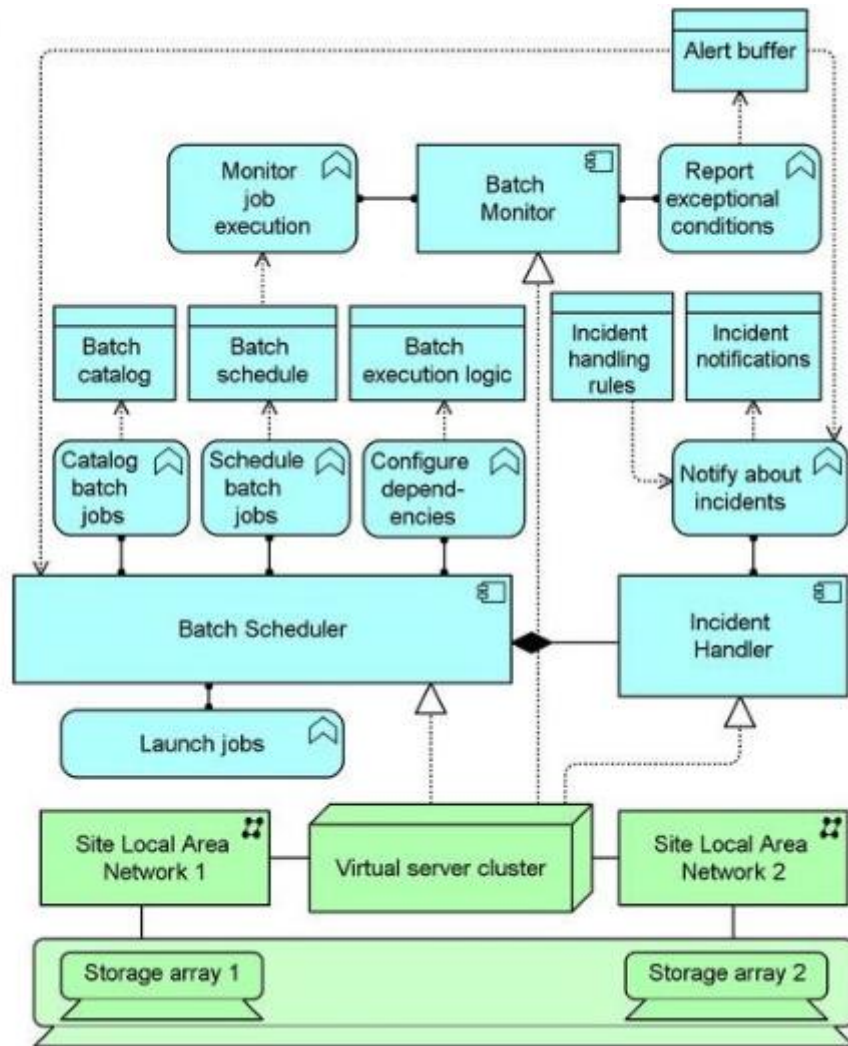 Alert buffer
Monitor
job
execution
Batch
Monitor
Report
exceptional
conditions
Batch
catalog
Batch
schedule
Batch
execution logic
Incident
handling
rules
Incident
notifications
Catalog
batch
jobs
Schedule
batch
jobs
Configure
depend-
encies
Notify about
incidents
Batch Scheduler
Incident
Handler
Launch jobs
Site Local Area
Network 1
Virtual server cluster
Site Local Area
Network 2
Storage array 1
Storage array 2